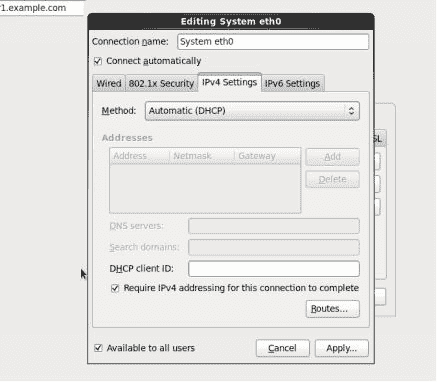 1.example.com
Editing System eth0
Connection name: System eth0
Connect automatically
Wired 802.1x Security IPv4 Settings IPv6 Settings
Method: Automatic (DHCP)
Addresses
Address Netmask Gateway Add
Delete
DNS servers:
Search domains:
DHCP client ID:
Require IPv4 addressing for this connection to complete
Routes...
Available to all users Cancel Apply...
SL